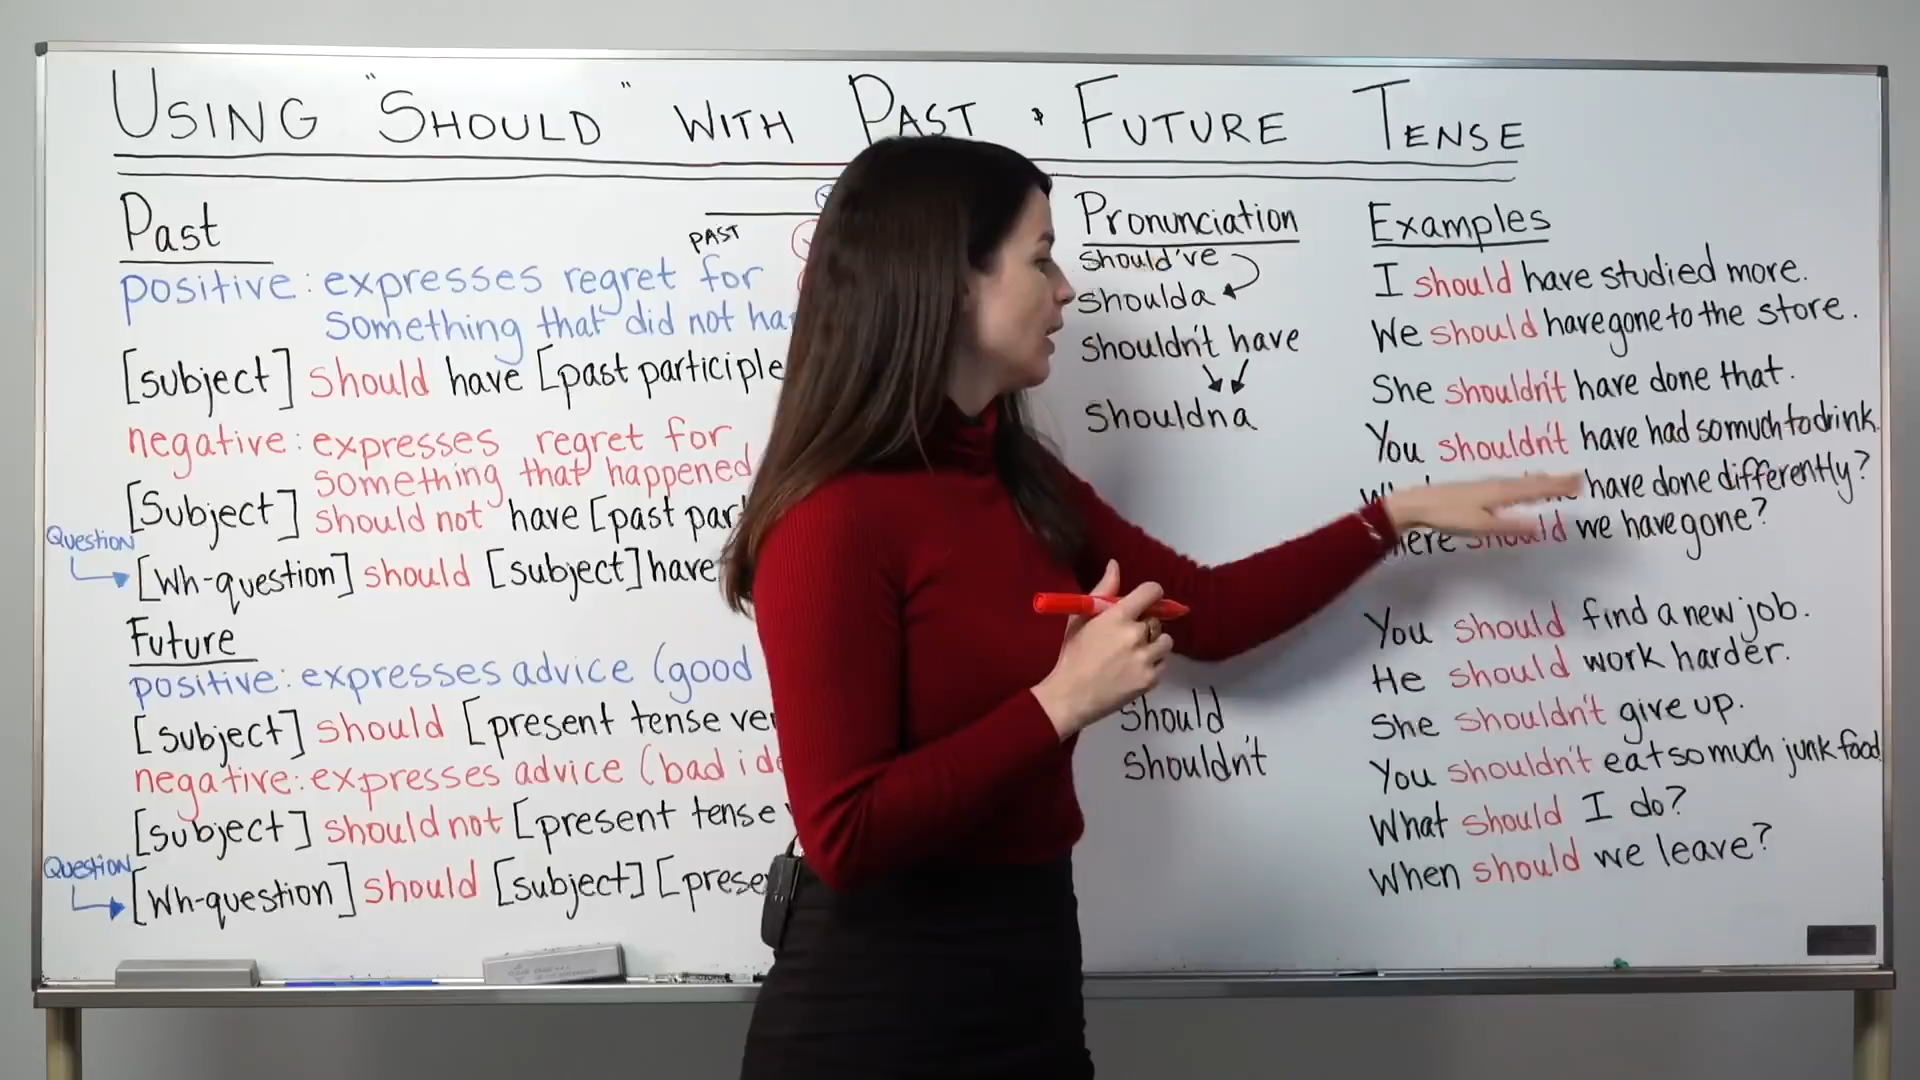 USING "SHOULD" WITH PAST & FUTURE TENSE
Past
PAST
positive: expresses regret for
something that did not
[subject] should have [past participle
negative: expresses regret for
something that happened
[Subject] should not have [past
Question
[Wh-question] should [subject] have
Future
positive: expresses advice (good
[subject] should [present tense
negative: expresses advice (bad
[subject] should not [present tense
Question
[Wh-question] should [subject]
Pronunciation
should've
shoulda
shouldn't have
shouldna
should
shouldn't
Examples
I should have studied more.
We should have gone to the store.
She shouldn't have done that.
You shouldn't have had so much to drink.
have done differently?
should we have gone?
You should find a new job.
He should work harder.
She shouldn't give up.
You shouldn't eat so much junk food
What should I do?
When should we leave?